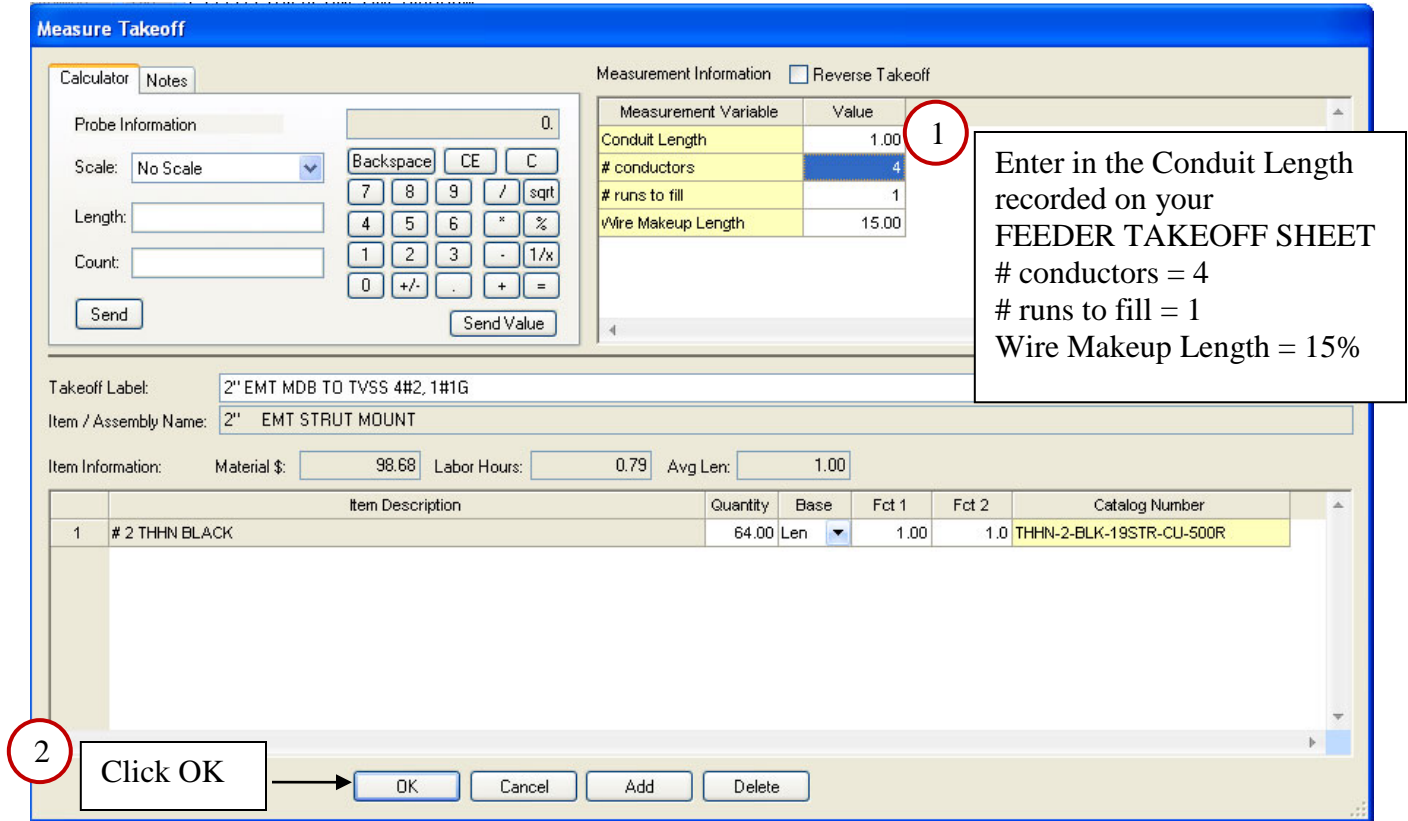 Measure Takeoff
Calculator Notes
Probe Information
Scale: No Scale
Length:
Count:
Send
0.
Backspace CE C
7 8 9 / sqrt
4 5 6 * %
1 2 3 - 1/x
0 +/- . + =
Send Value
Measurement Information Reverse Takeoff
Measurement Variable Value
Conduit Length 1.00
# conductors 4
# runs to fill 1
Wire Makeup Length 15.00
1
Enter in the Conduit Length
recorded on your
FEEDER TAKEOFF SHEET
# conductors = 4
# runs to fill = 1
Wire Makeup Length = 15%
Takeoff Label: 2" EMT MDB TO TVSS 4#2, 1#1G
Item / Assembly Name: 2" EMT STRUT MOUNT
Item Information: Material $: 98.68 Labor Hours: 0.79 Avg Len: 1.00
Item Description Quantity Base Fct 1 Fct 2 Catalog Number
1 # 2 THHN BLACK 64.00 Len 1.00 1.0 THHN-2-BLK-19STR-CU-500R
2
Click OK
OK Cancel Add Delete